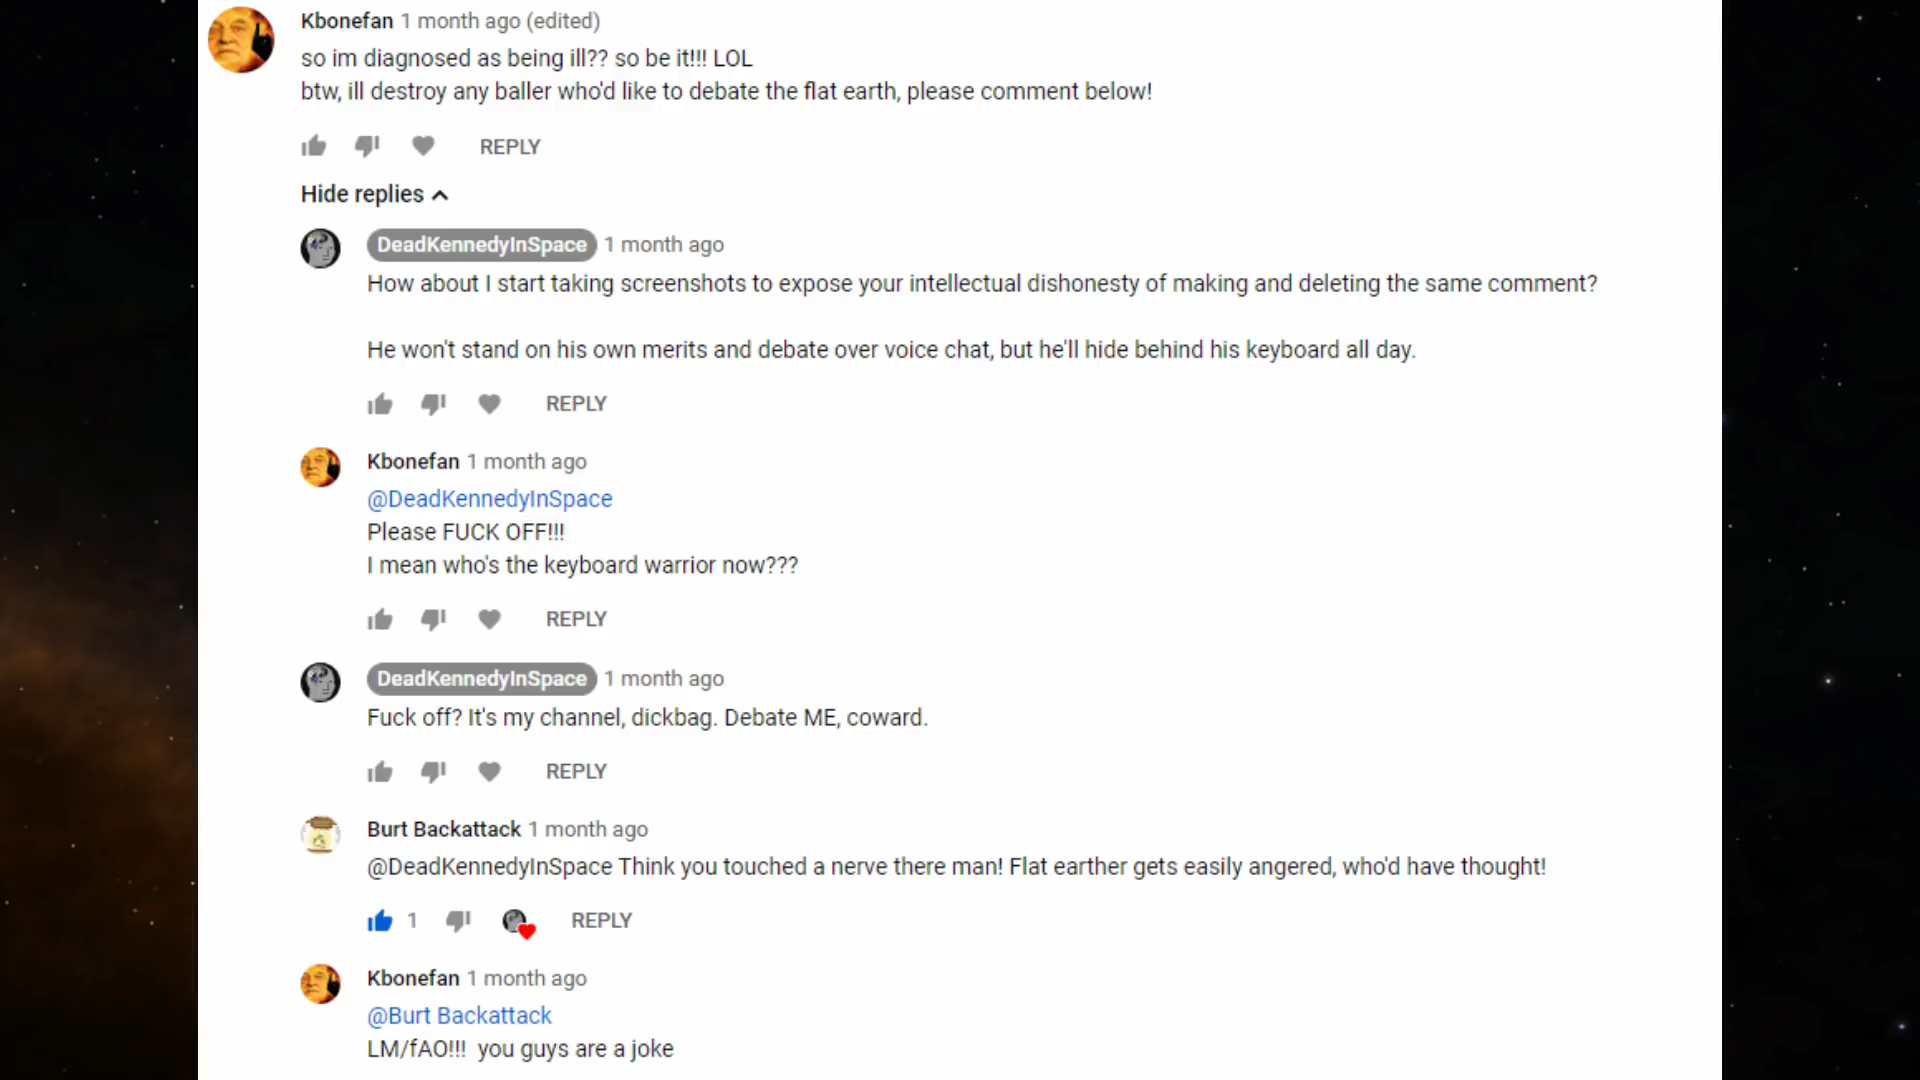 Kbonefan 1 month ago (edited)
so im diagnosed as being ill?? so be it!!! LOL
btw, ill destroy any baller who'd like to debate the flat earth, please comment below!
REPLY
Hide replies
DeadKennedyInSpace 1 month ago
How about I start taking screenshots to expose your intellectual dishonesty of making and deleting the same comment?
He won't stand on his own merits and debate over voice chat, but he'll hide behind his keyboard all day.
REPLY
Kbonefan 1 month ago
@DeadKennedyInSpace
Please FUCK OFF!!!
I mean who's the keyboard warrior now???
REPLY
DeadKennedyInSpace 1 month ago
Fuck off? It's my channel, dickbag. Debate ME, coward.
REPLY
Burt Backattack 1 month ago
@DeadKennedyInSpace Think you touched a nerve there man! Flat earther gets easily angered, who'd have thought!
1 REPLY
Kbonefan 1 month ago
@Burt Backattack
LM/fAO!!!  you guys are a joke